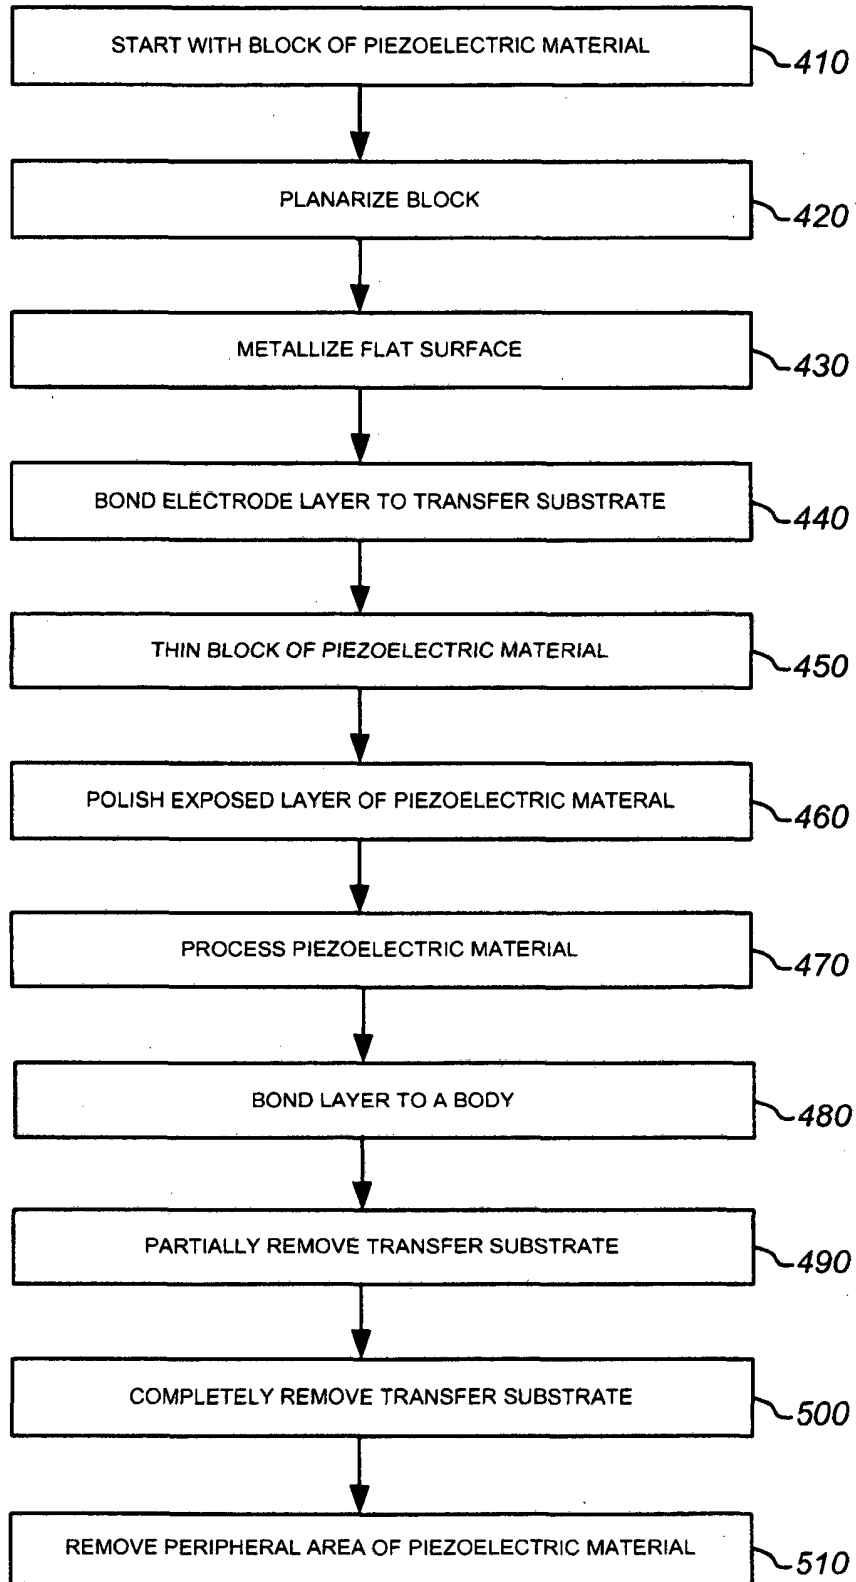 START WITH BLOCK OF PIEZOELECTRIC MATERIAL
410
PLANARIZE BLOCK
420
METALLIZE FLAT SURFACE
430
BOND ELECTRODE LAYER TO TRANSFER SUBSTRATE
440
THIN BLOCK OF PIEZOELECTRIC MATERIAL
450
POLISH EXPOSED LAYER OF PIEZOELECTRIC MATERAL
460
PROCESS PIEZOELECTRIC MATERIAL
470
BOND LAYER TO A BODY
480
PARTIALLY REMOVE TRANSFER SUBSTRATE
490
COMPLETELY REMOVE TRANSFER SUBSTRATE
500
REMOVE PERIPHERAL AREA OF PIEZOELECTRIC MATERIAL
510